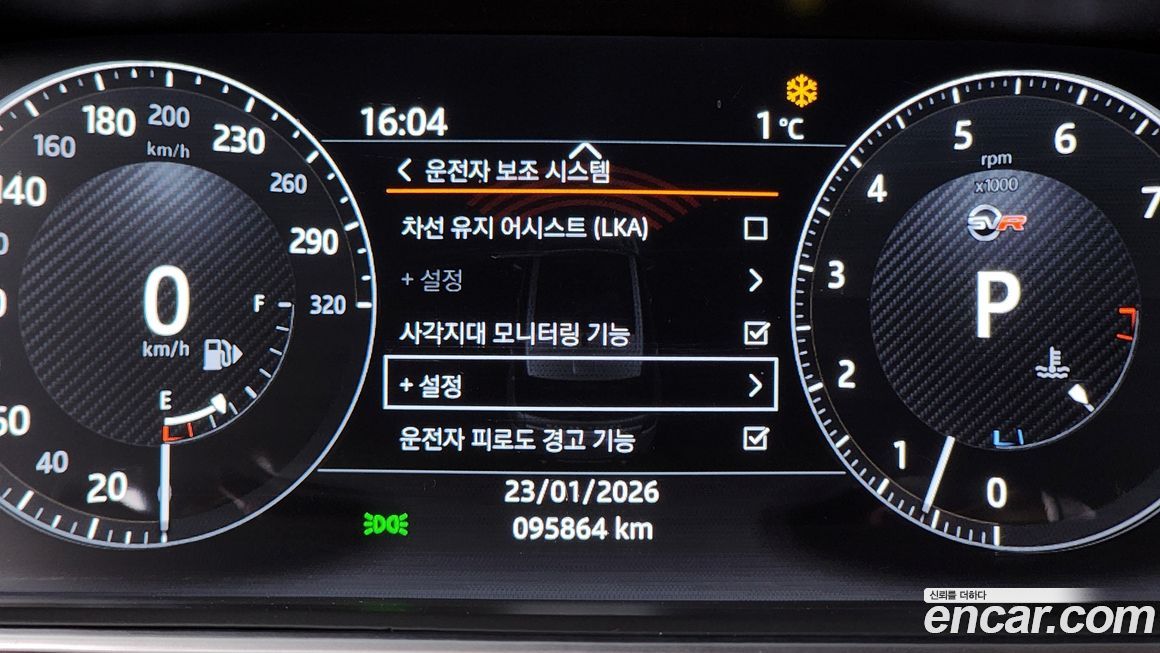 16:04
1 °C
< 운전자 보조 시스템
차선 유지 어시스트 (LKA)
+ 설정
사각지대 모니터링 기능
+ 설정
운전자 피로도 경고 기능
23/01/2026
095864 km
20
40
140
160
180
200
230
260
290
320
km/h
0
km/h
F
E
0
1
2
3
4
5
6
7
rpm
x1000
SVR
P
L
신뢰를 더하다
encar.com